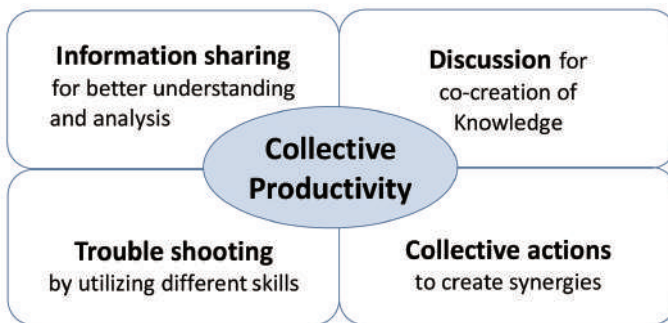 Information sharing
for better understanding
and analysis
Discussion for
co-creation of
Knowledge
Collective
Productivity
Trouble shooting
by utilizing different skills
Collective actions
to create synergies